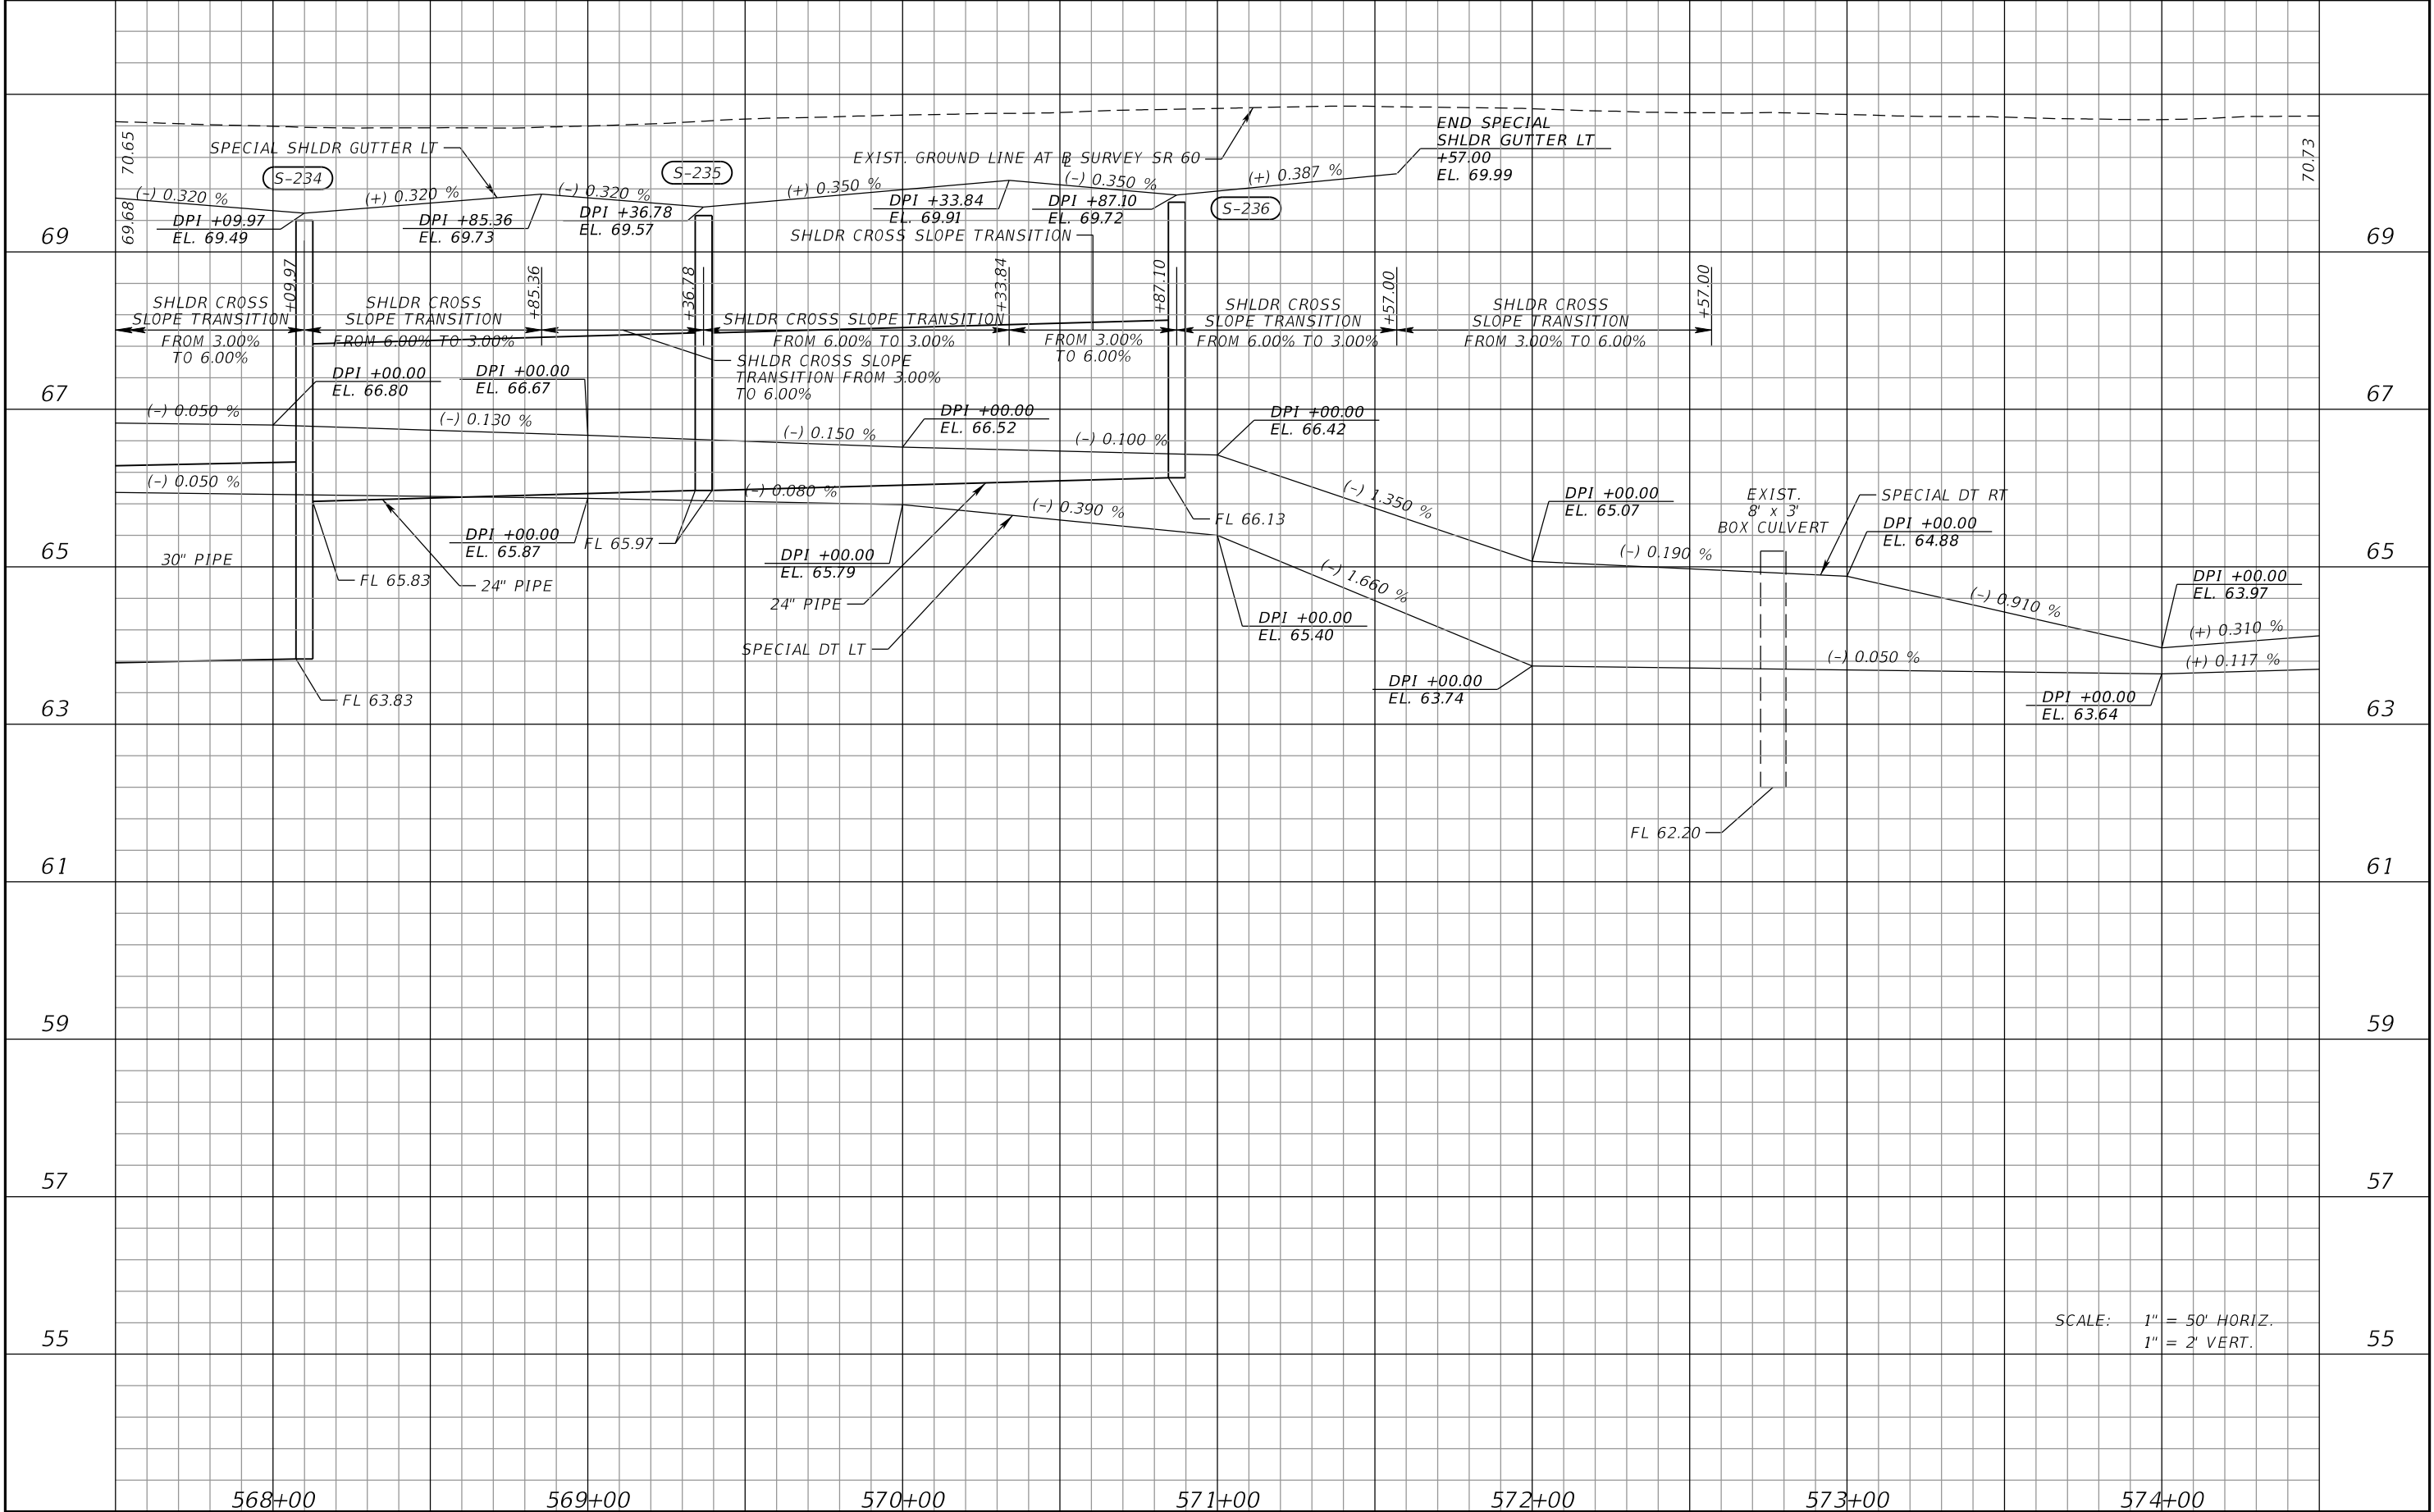 70.65
69.68
SPECIAL SHLDR GUTTER LT
S-234
S-235
S-236
EXIST. GROUND LINE AT BL SURVEY SR 60
END SPECIAL
SHLDR GUTTER LT
+57.00
EL. 69.99
70.73
(-) 0.320 %
(+) 0.320 %
(-) 0.320 %
(+) 0.350 %
(-) 0.350 %
(+) 0.387 %
DPI +09.97
EL. 69.49
DPI +85.36
EL. 69.73
DPI +36.78
EL. 69.57
DPI +33.84
EL. 69.91
DPI +87.10
EL. 69.72
SHLDR CROSS SLOPE TRANSITION
69
69
+09.97
+85.36
+36.78
+33.84
+87.10
+57.00
+57.00
SHLDR CROSS
SLOPE TRANSITION
FROM 3.00%
TO 6.00%
SHLDR CROSS
SLOPE TRANSITION
FROM 6.00% TO 3.00%
SHLDR CROSS SLOPE
TRANSITION FROM 3.00%
TO 6.00%
SHLDR CROSS SLOPE TRANSITION
FROM 6.00% TO 3.00%
FROM 3.00%
TO 6.00%
SHLDR CROSS
SLOPE TRANSITION
FROM 6.00% TO 3.00%
SHLDR CROSS
SLOPE TRANSITION
FROM 3.00% TO 6.00%
67
67
DPI +00.00
EL. 66.80
DPI +00.00
EL. 66.67
DPI +00.00
EL. 66.52
DPI +00.00
EL. 66.42
(-) 0.050 %
(-) 0.130 %
(-) 0.150 %
(-) 0.100 %
(-) 1.350 %
(-) 0.050 %
(-) 0.080 %
(-) 0.390 %
(-) 1.660 %
FL 66.13
DPI +00.00
EL. 65.07
EXIST.
8' x 3'
BOX CULVERT
SPECIAL DT RT
DPI +00.00
EL. 64.88
(-) 0.190 %
(-) 0.910 %
65
65
30" PIPE
FL 65.83
24" PIPE
DPI +00.00
EL. 65.87
FL 65.97
DPI +00.00
EL. 65.79
24" PIPE
SPECIAL DT LT
DPI +00.00
EL. 65.40
DPI +00.00
EL. 63.97
(+) 0.310 %
(-) 0.050 %
(+) 0.117 %
FL 63.83
DPI +00.00
EL. 63.74
DPI +00.00
EL. 63.64
63
63
FL 62.20
61
61
59
59
57
57
SCALE: 1" = 50' HORIZ.
1" = 2' VERT.
55
55
568+00
569+00
570+00
571+00
572+00
573+00
574+00